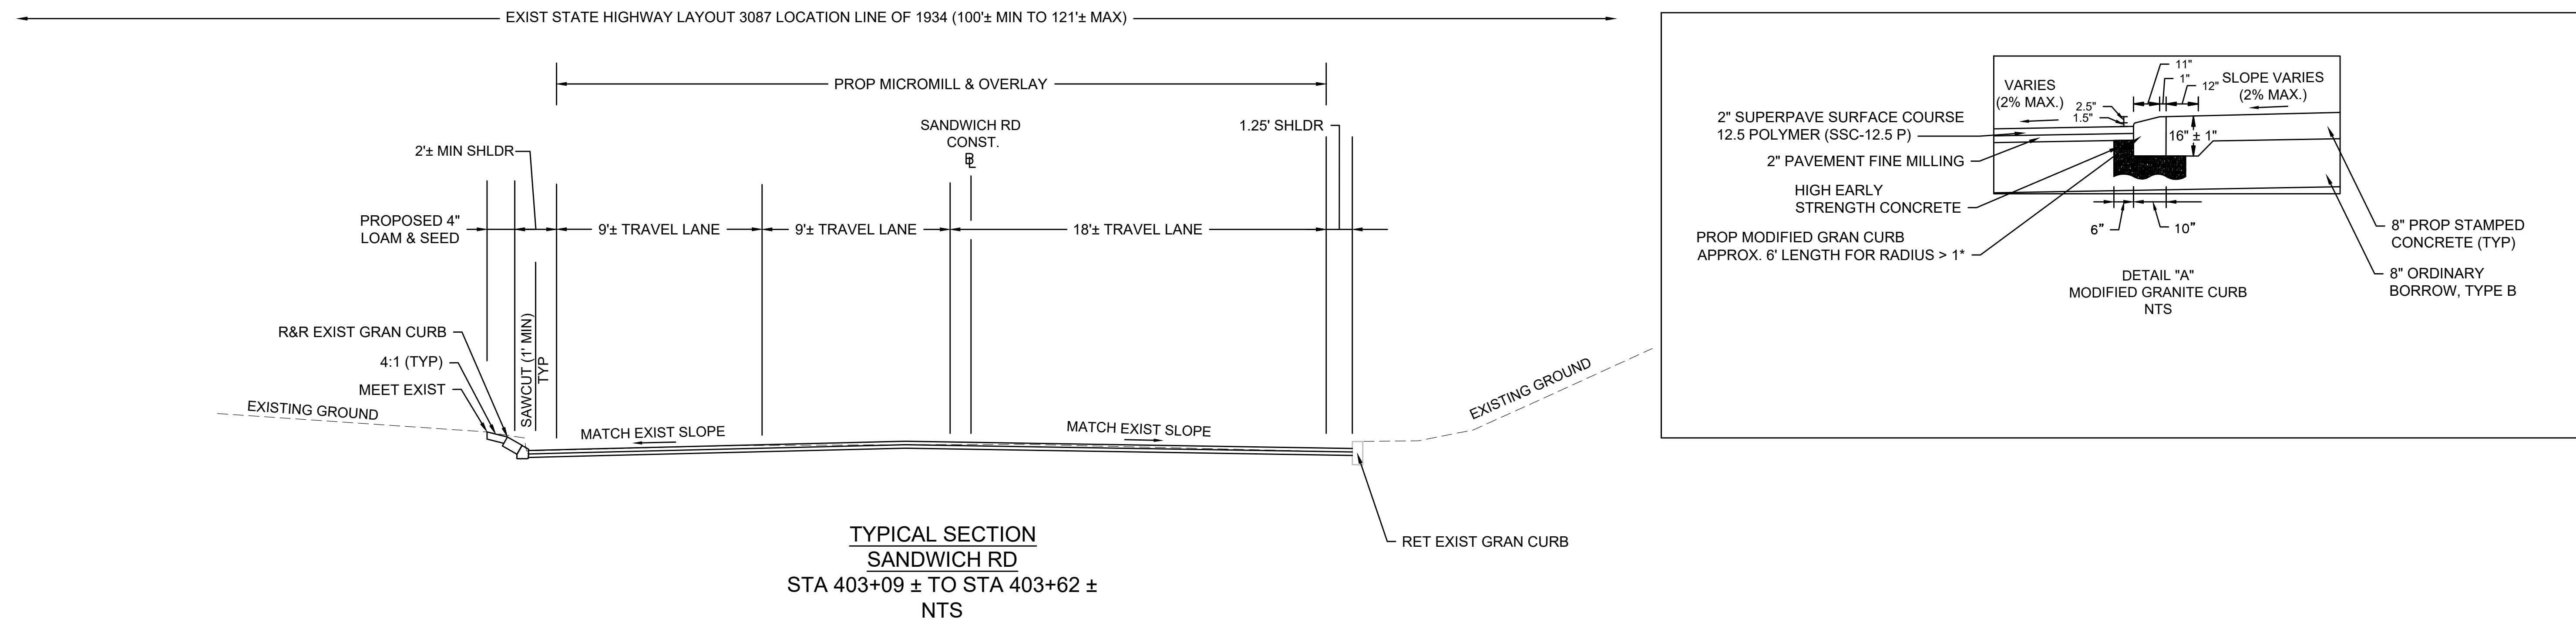 EXIST STATE HIGHWAY LAYOUT 3087 LOCATION LINE OF 1934 (100'± MIN TO 121'± MAX)
PROP MICROMILL & OVERLAY
SANDWICH RD
CONST.
BL
1.25' SHLDR
2'± MIN SHLDR
PROPOSED 4"
LOAM & SEED
9'± TRAVEL LANE
9'± TRAVEL LANE
18'± TRAVEL LANE
SAWCUT (1' MIN)
TYP
R&R EXIST GRAN CURB
4:1 (TYP)
MEET EXIST
EXISTING GROUND
MATCH EXIST SLOPE
MATCH EXIST SLOPE
EXISTING GROUND
RET EXIST GRAN CURB
TYPICAL SECTION
SANDWICH RD
STA 403+09 ± TO STA 403+62 ±
NTS
VARIES
(2% MAX.)
11"
1"
12"
SLOPE VARIES
(2% MAX.)
2.5"
1.5"
16" ± 1"
2" SUPERPAVE SURFACE COURSE
12.5 POLYMER (SSC-12.5 P)
2" PAVEMENT FINE MILLING
HIGH EARLY
STRENGTH CONCRETE
PROP MODIFIED GRAN CURB
APPROX. 6' LENGTH FOR RADIUS > 1*
6”
10”
8" PROP STAMPED
CONCRETE (TYP)
8" ORDINARY
BORROW, TYPE B
DETAIL "A"
MODIFIED GRANITE CURB
NTS